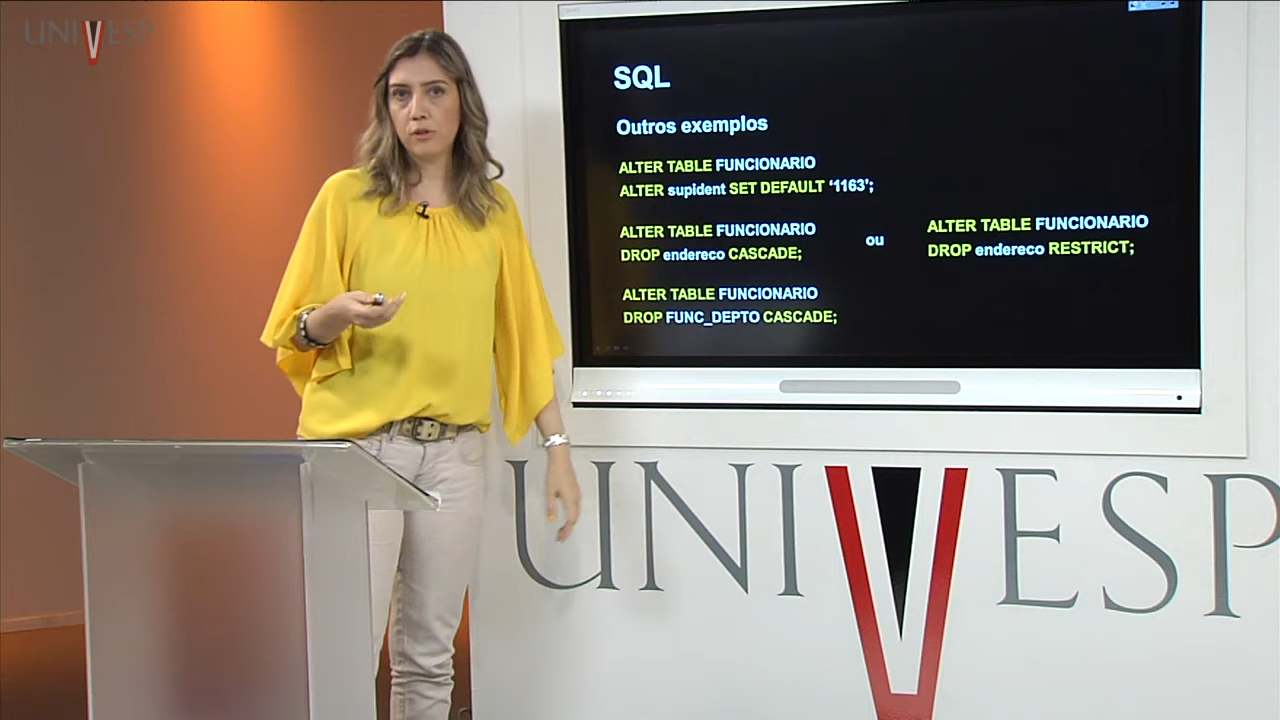 UNIVESP
SQL
Outros exemplos
ALTER TABLE FUNCIONARIO
ALTER supident SET DEFAULT ‘1163’;
ALTER TABLE FUNCIONARIO
DROP endereco CASCADE;
ou
ALTER TABLE FUNCIONARIO
DROP endereco RESTRICT;
ALTER TABLE FUNCIONARIO
DROP FUNC_DEPTO CASCADE;
UNIVESP